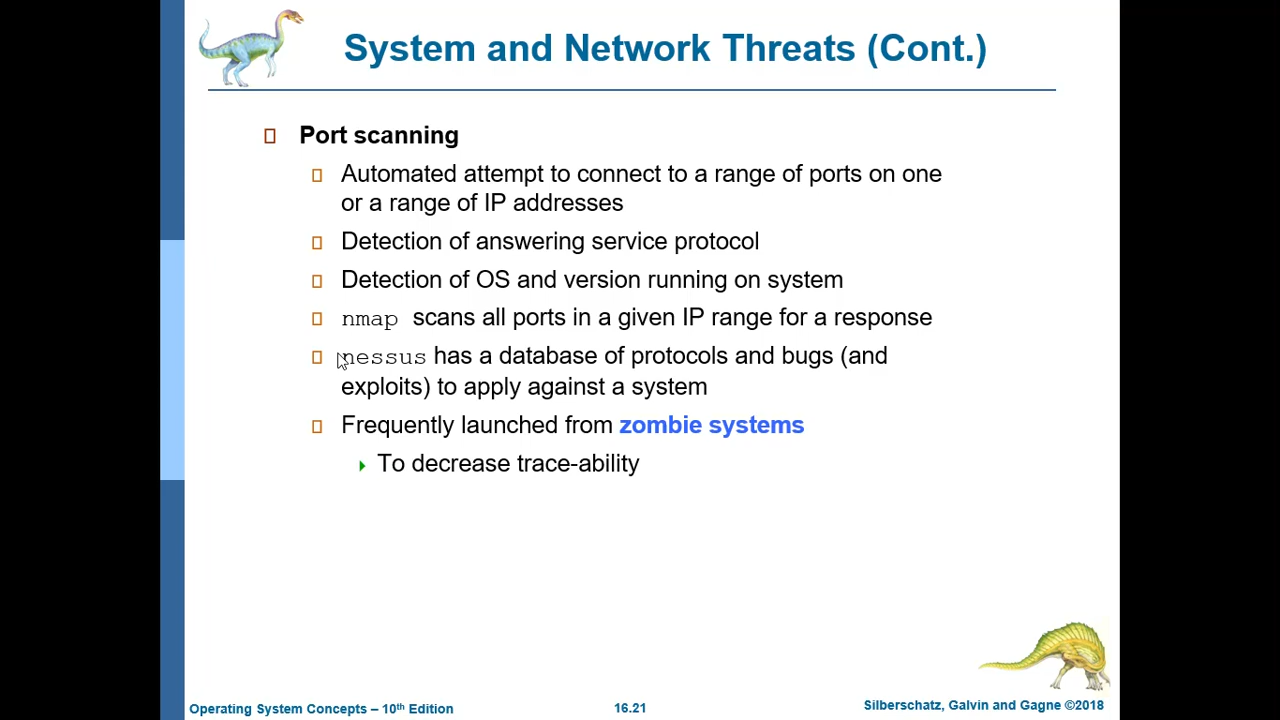 System and Network Threats (Cont.)
Port scanning
Automated attempt to connect to a range of ports on one
or a range of IP addresses
Detection of answering service protocol
Detection of OS and version running on system
nmap scans all ports in a given IP range for a response
nessus has a database of protocols and bugs (and
exploits) to apply against a system
Frequently launched from zombie systems
To decrease trace-ability
Operating System Concepts – 10th Edition
16.21
Silberschatz, Galvin and Gagne ©2018